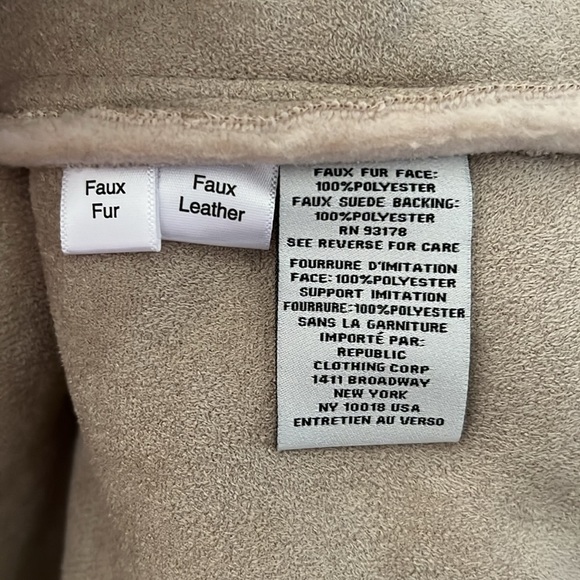 Faux
Fur
Faux
Leather
FAUX FUR FACE:
100%POLYESTER
FAUX SUEDE BACKING:
100%POLYESTER
RN 93178
SEE REVERSE FOR CARE
FOURRURE D'IMITATION
FACE:100%POLYESTER
SUPPORT IMITATION
FOURRURE:100%POLYESTER
SANS LA GARNITURE
IMPORTÉ PAR:
REPUBLIC
CLOTHING CORP
1411 BROADWAY
NEW YORK
NY 10018 USA
ENTRETIEN AU VERSO